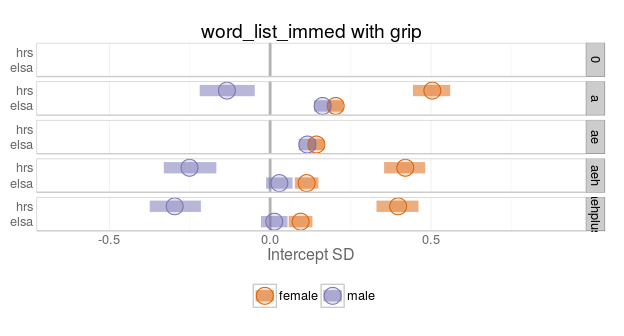 word_list_immed with grip
hrs
elsa
0
hrs
elsa
a
hrs
elsa
ae
hrs
elsa
aeh
hrs
elsa
-0.5
0.0
0.5
Intercept SD
female
male